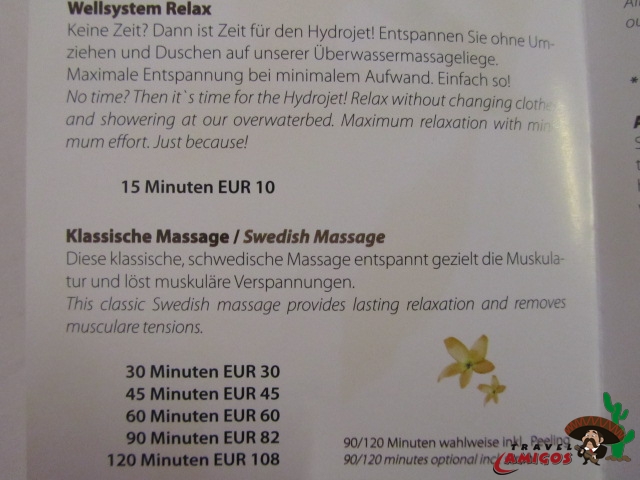 Wellsystem Relax
Keine Zeit? Dann ist Zeit für den Hydrojet! Entspannen Sie ohne Um-
ziehen und Duschen auf unserer Überwassermassageliege.
Maximale Entspannung bei minimalem Aufwand. Einfach so!
No time? Then it`s time for the Hydrojet! Relax without changing clothes
and showering at our overwaterbed. Maximum relaxation with mini-
mum effort. Just because!
15 Minuten EUR 10
Klassische Massage / Swedish Massage
Diese klassische, schwedische Massage entspannt gezielt die Muskula-
tur und löst muskuläre Verspannungen.
This classic Swedish massage provides lasting relaxation and removes
musculare tensions.
30 Minuten EUR 30
45 Minuten EUR 45
60 Minuten EUR 60
90 Minuten EUR 82
120 Minuten EUR 108
90/120 Minuten wahlweise inkl. Peeling
90/120 minutes optional incl.
TRAVEL
AMIGOS